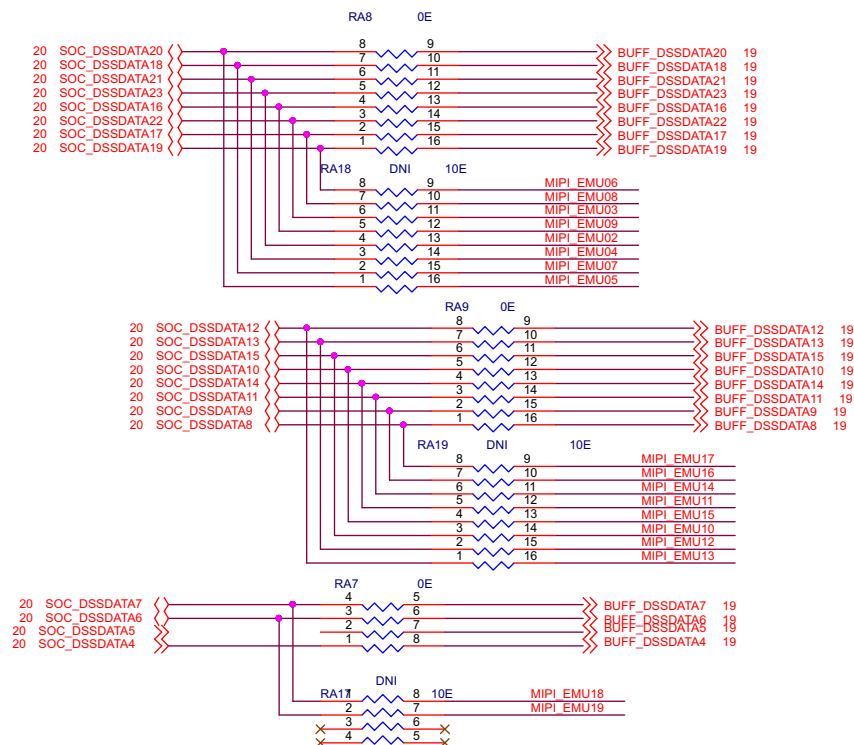 RA8 0E
20 SOC_DSSDATA20 8 9 BUFF_DSSDATA20 19
20 SOC_DSSDATA18 7 10 BUFF_DSSDATA18 19
20 SOC_DSSDATA21 6 11 BUFF_DSSDATA21 19
20 SOC_DSSDATA23 5 12 BUFF_DSSDATA23 19
20 SOC_DSSDATA16 4 13 BUFF_DSSDATA16 19
20 SOC_DSSDATA22 3 14 BUFF_DSSDATA22 19
20 SOC_DSSDATA17 2 15 BUFF_DSSDATA17 19
20 SOC_DSSDATA19 1 16 BUFF_DSSDATA19 19
RA18 DNI 10E
8 9 MIPI_EMU06
7 10 MIPI_EMU08
6 11 MIPI_EMU03
5 12 MIPI_EMU09
4 13 MIPI_EMU02
3 14 MIPI_EMU04
2 15 MIPI_EMU07
1 16 MIPI_EMU05
RA9 0E
20 SOC_DSSDATA12 8 9 BUFF_DSSDATA12 19
20 SOC_DSSDATA13 7 10 BUFF_DSSDATA13 19
20 SOC_DSSDATA15 6 11 BUFF_DSSDATA15 19
20 SOC_DSSDATA10 5 12 BUFF_DSSDATA10 19
20 SOC_DSSDATA14 4 13 BUFF_DSSDATA14 19
20 SOC_DSSDATA11 3 14 BUFF_DSSDATA11 19
20 SOC_DSSDATA9 2 15 BUFF_DSSDATA9 19
20 SOC_DSSDATA8 1 16 BUFF_DSSDATA8 19
RA19 DNI 10E
8 9 MIPI_EMU17
7 10 MIPI_EMU16
6 11 MIPI_EMU14
5 12 MIPI_EMU11
4 13 MIPI_EMU15
3 14 MIPI_EMU10
2 15 MIPI_EMU12
1 16 MIPI_EMU13
RA7 0E
20 SOC_DSSDATA7 4 5 BUFF_DSSDATA7 19
20 SOC_DSSDATA6 3 6 BUFF_DSSDATA6 19
20 SOC_DSSDATA5 2 7 BUFF_DSSDATA5 19
20 SOC_DSSDATA4 1 8 BUFF_DSSDATA4 19
RA17 DNI 10E
1 8 MIPI_EMU18
2 7 MIPI_EMU19
3 6
4 5